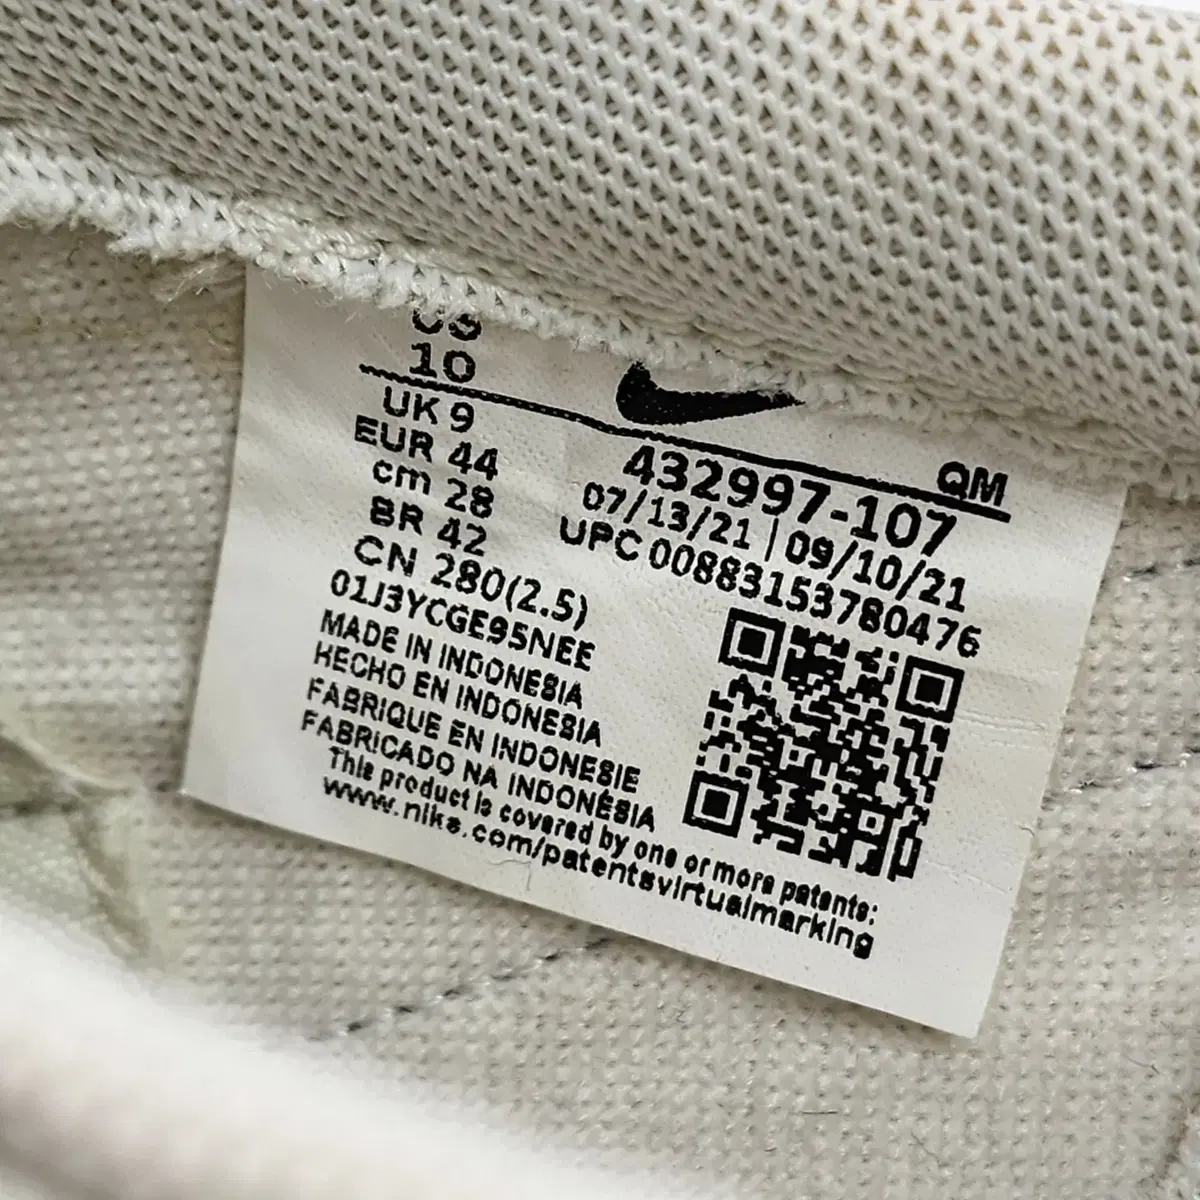 US
10
UK 9
EUR 44
cm 28
BR 42
CN 280(2.5)
01J3YCGE95NEE
MADE IN INDONESIA
HECHO EN INDONESIA
FABRIQUE EN INDONESIE
FABRICADO NA INDONÉSIA
This product is covered by one or more patents:
www.nike.com/patentsvirtualmarking
QM
432997-107
07/13/21 | 09/10/21
UPC 00883153780476